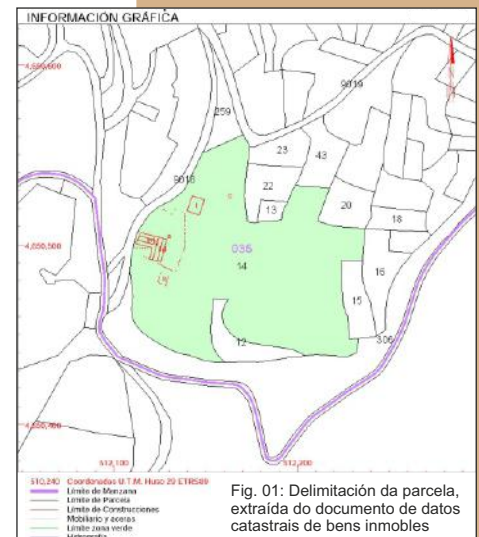 INFORMACIÓN GRÁFICA
4,650,600
9019
259
23
43
22
9018
13
20
18
4,650,500
036
14
16
15
12
306
4,650,400
512,100
512,200
510,240 Coordenadas U.T.M. Huso 29 ETRS89
Límite de Manzana
Límite de Parcela
Límite de Construcciones
Mobiliario y aceras
Límite zona verde
Hidrografía
Fig. 01: Delimitación da parcela,
extraída do documento de datos
catastrais de bens inmobles